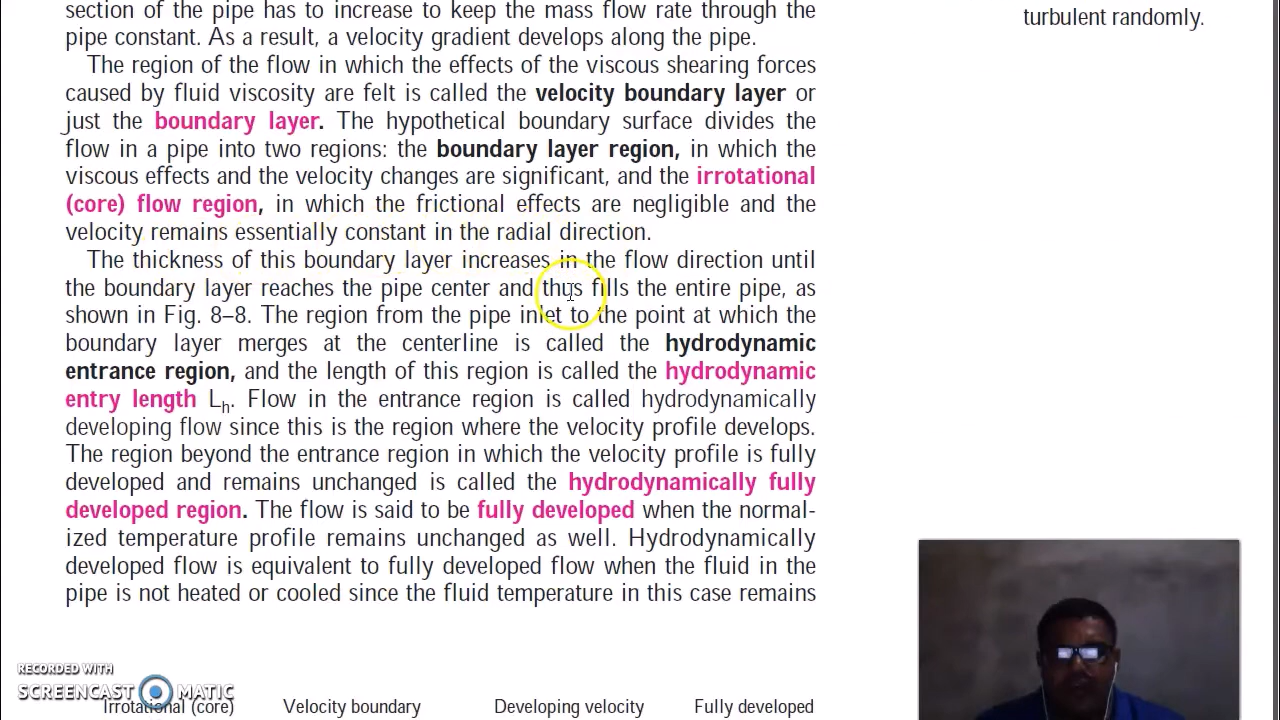 section of the pipe has to increase to keep the mass flow rate through the
pipe constant. As a result, a velocity gradient develops along the pipe.
The region of the flow in which the effects of the viscous shearing forces
caused by fluid viscosity are felt is called the velocity boundary layer or
just the boundary layer. The hypothetical boundary surface divides the
flow in a pipe into two regions: the boundary layer region, in which the
viscous effects and the velocity changes are significant, and the irrotational
(core) flow region, in which the frictional effects are negligible and the
velocity remains essentially constant in the radial direction.
The thickness of this boundary layer increases in the flow direction until
the boundary layer reaches the pipe center and thus fills the entire pipe, as
shown in Fig. 8–8. The region from the pipe inlet to the point at which the
boundary layer merges at the centerline is called the hydrodynamic
entrance region, and the length of this region is called the hydrodynamic
entry length Lh. Flow in the entrance region is called hydrodynamically
developing flow since this is the region where the velocity profile develops.
The region beyond the entrance region in which the velocity profile is fully
developed and remains unchanged is called the hydrodynamically fully
developed region. The flow is said to be fully developed when the normal-
ized temperature profile remains unchanged as well. Hydrodynamically
developed flow is equivalent to fully developed flow when the fluid in the
pipe is not heated or cooled since the fluid temperature in this case remains
turbulent randomly.
RECORDED WITH
SCREENCAST MATIC
Irrotational (core) Velocity boundary Developing velocity Fully developed